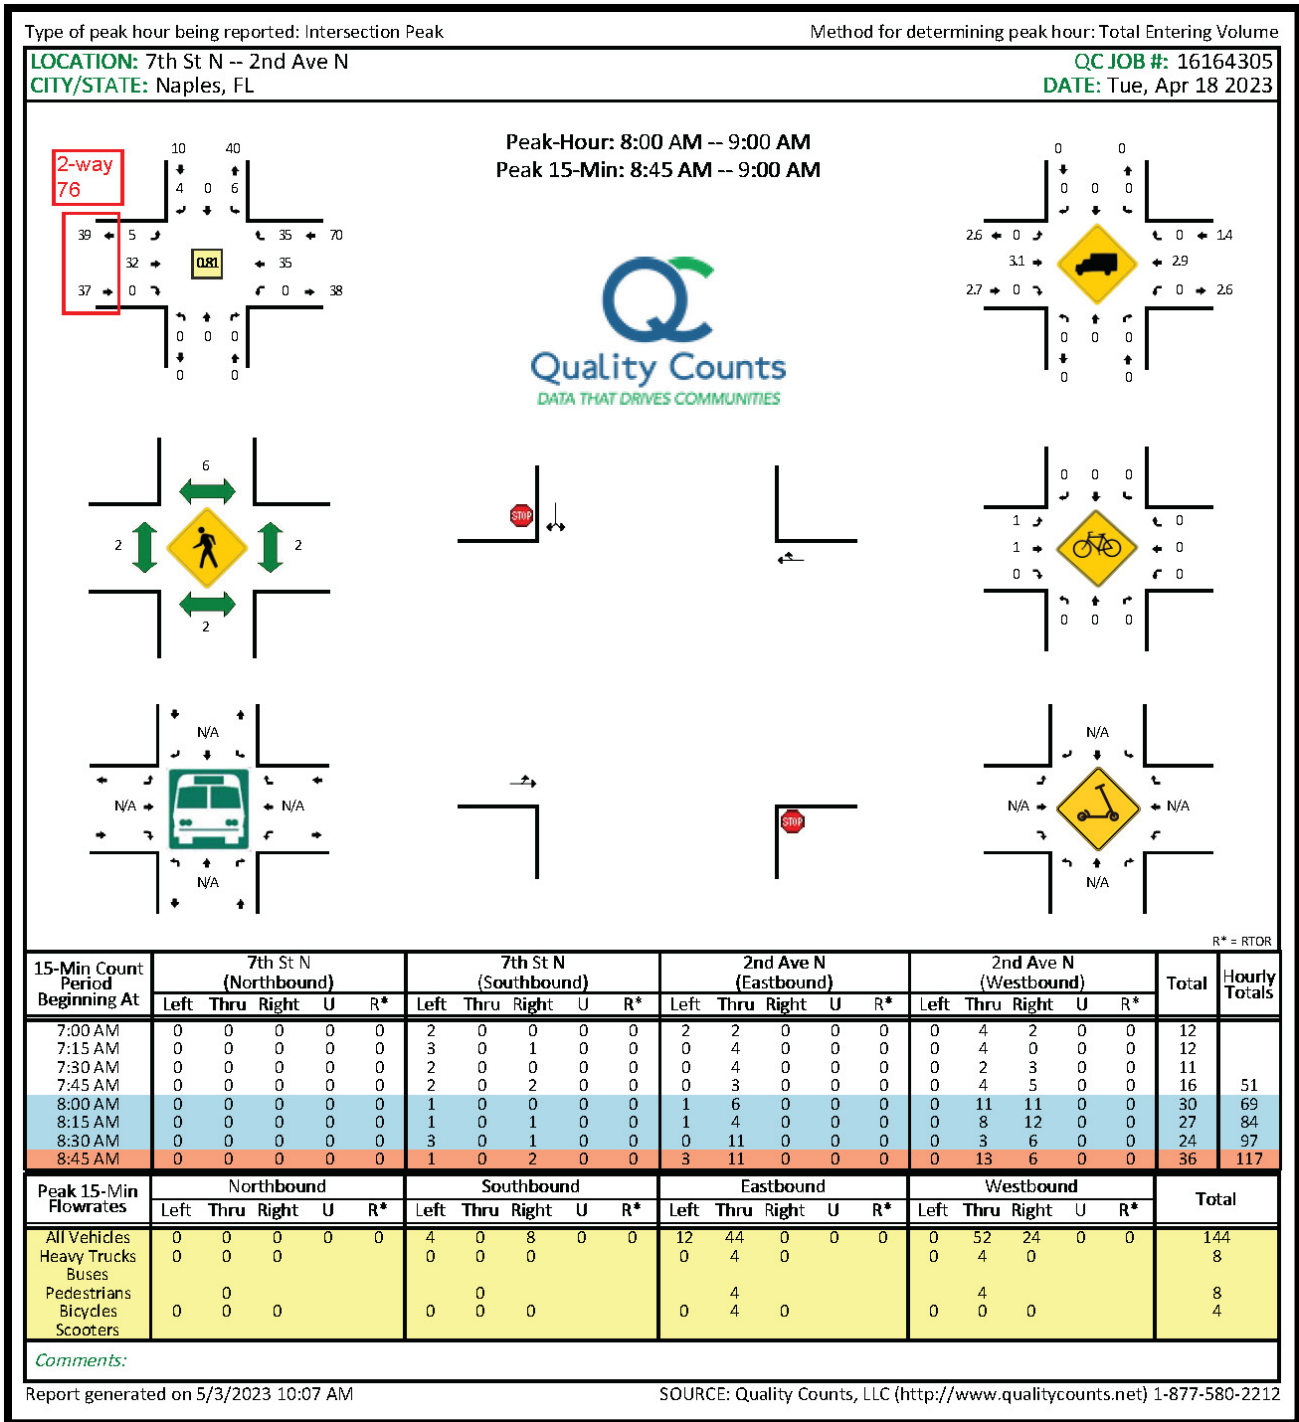 Type of peak hour being reported: Intersection Peak Method for determining peak hour: Total Entering Volume
LOCATION: 7th St N -- 2nd Ave N QC JOB #: 16164305
CITY/STATE: Naples, FL DATE: Tue, Apr 18 2023
Peak-Hour: 8:00 AM -- 9:00 AM
Peak 15-Min: 8:45 AM -- 9:00 AM
2-way
76
10 40
4 0 6
39 5 35 70
32 0.81 35
37 0 0 38
0 0 0
0 0
Quality Counts
DATA THAT DRIVES COMMUNITIES
0 0
0 0 0
2.6 0 0 1.4
3.1 2.9
2.7 0 0 2.6
0 0 0
0 0
6
2 2
2
STOP
0 0 0
1 0
1 0
0 0
0 0 0
N/A
N/A N/A
N/A
STOP
N/A
N/A N/A
N/A
R* = RTOR
15-Min Count Period Beginning At 7th St N (Northbound) 7th St N (Southbound) 2nd Ave N (Eastbound) 2nd Ave N (Westbound) Total Hourly Totals
Left Thru Right U R* Left Thru Right U R* Left Thru Right U R* Left Thru Right U R*
7:00 AM 0 0 0 0 0 2 0 0 0 0 2 2 0 0 0 0 4 2 0 0 12
7:15 AM 0 0 0 0 0 3 0 1 0 0 0 4 0 0 0 0 4 0 0 0 12
7:30 AM 0 0 0 0 0 2 0 0 0 0 0 4 0 0 0 0 2 3 0 0 11
7:45 AM 0 0 0 0 0 2 0 2 0 0 0 3 0 0 0 0 4 5 0 0 16 51
8:00 AM 0 0 0 0 0 1 0 0 0 0 1 6 0 0 0 0 11 11 0 0 30 69
8:15 AM 0 0 0 0 0 1 0 1 0 0 1 4 0 0 0 0 8 12 0 0 27 84
8:30 AM 0 0 0 0 0 3 0 1 0 0 0 11 0 0 0 0 3 6 0 0 24 97
8:45 AM 0 0 0 0 0 1 0 2 0 0 3 11 0 0 0 0 13 6 0 0 36 117
Peak 15-Min Flowrates Northbound Southbound Eastbound Westbound Total
Left Thru Right U R* Left Thru Right U R* Left Thru Right U R* Left Thru Right U R*
All Vehicles 0 0 0 0 0 4 0 8 0 0 12 44 0 0 0 0 52 24 0 0 144
Heavy Trucks 0 0 0 0 0 0 0 4 0 0 4 0 8
Buses
Pedestrians 0 0 4 4 8
Bicycles 0 0 0 0 0 0 0 4 0 0 0 0 4
Scooters
Comments:
Report generated on 5/3/2023 10:07 AM SOURCE: Quality Counts, LLC (http://www.qualitycounts.net) 1-877-580-2212